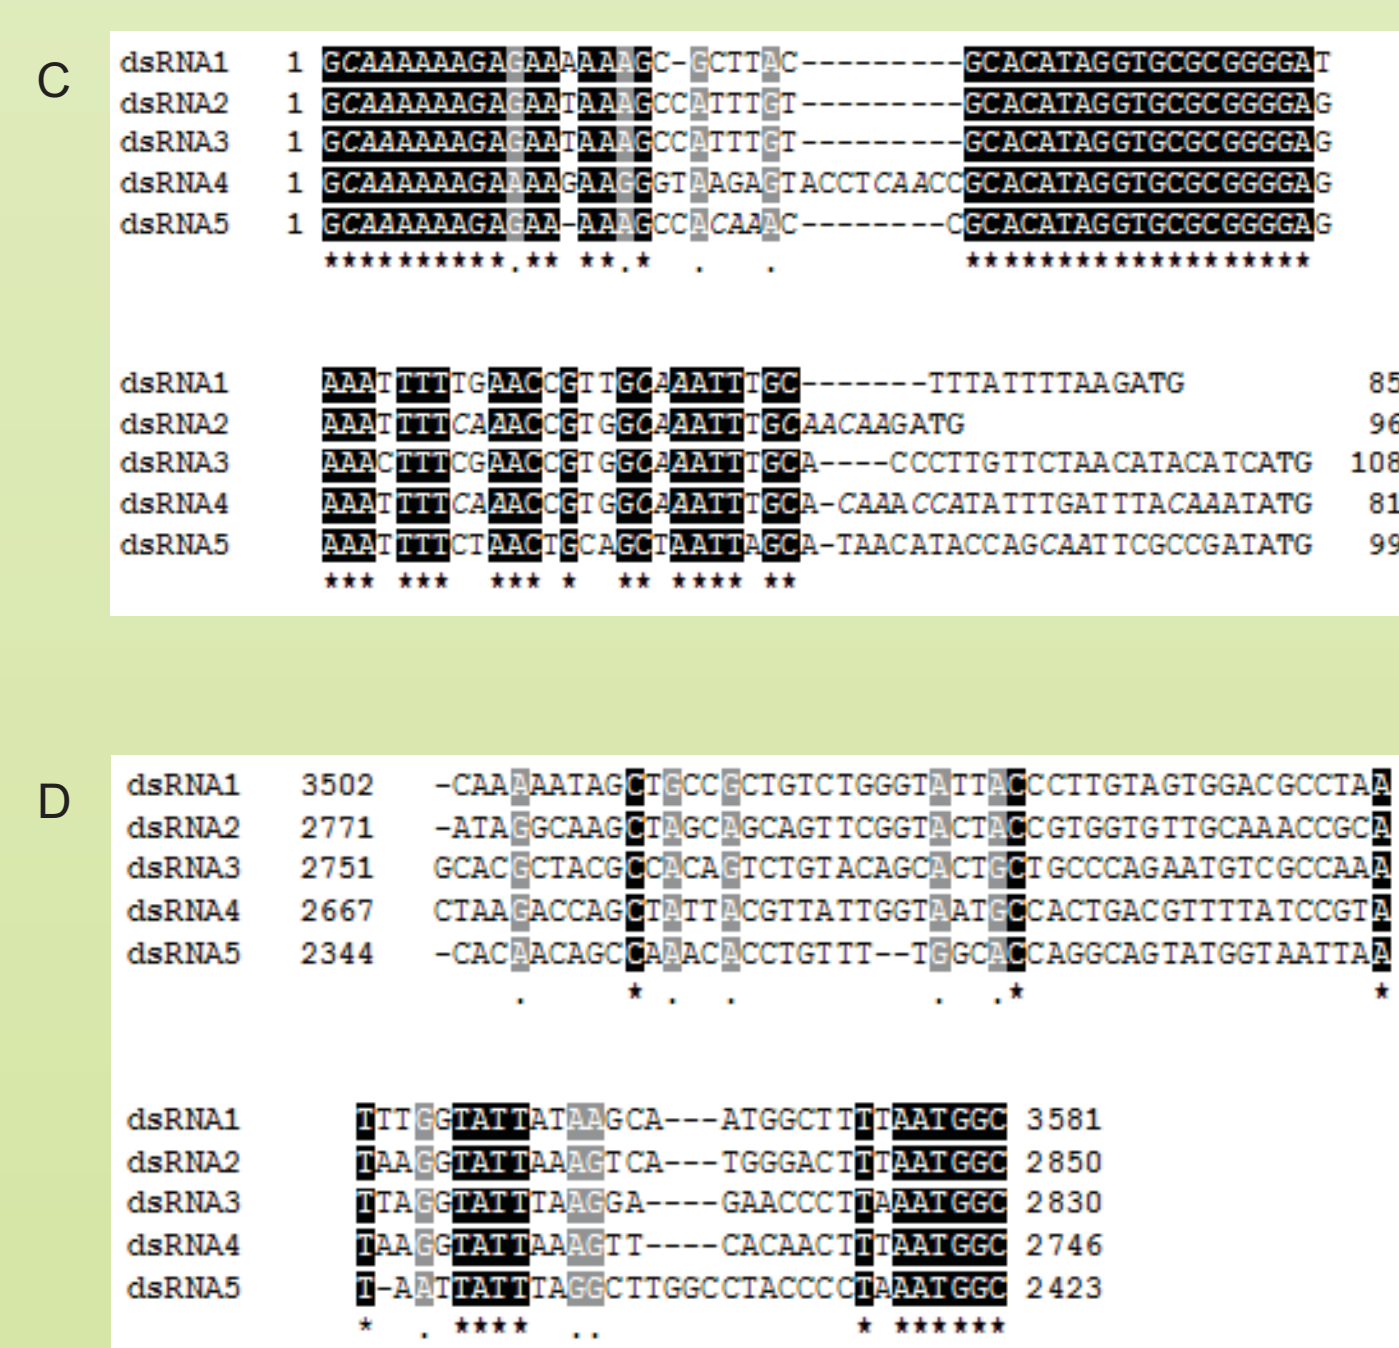 C
dsRNA1 1 GCAAAAAAGAGAAAAAAGC-GCTTAC---------GCACATAGGTGCGCGGGGAT
dsRNA2 1 GCAAAAAAGAGAATAAAGCCATTTGT---------GCACATAGGTGCGCGGGGAG
dsRNA3 1 GCAAAAAAGAGAATAAAGCCATTTGT---------GCACATAGGTGCGCGGGGAG
dsRNA4 1 GCAAAAAAGAAAAGAAGGGTAAGAGTACCTCAACCGCACATAGGTGCGCGGGGAG
dsRNA5 1 GCAAAAAAGAGAA-AAAGCCACAAAC--------CGCACATAGGTGCGCGGGGAG
**********.** **.* . . *******************
dsRNA1 AAATTTTTGAACCGTTGCAAATTTGC-------TTTATTTTAAGATG 85
dsRNA2 AAATTTTCAAACCGTGGCAAATTTGCAACAAGATG 96
dsRNA3 AAACTTTCGAACCGTGGCAAATTTGCA----CCCTTGTTCTAACATACATCATG 108
dsRNA4 AAATTTTCAAACCGTGGCAAATTTGCA-CAAACCATATTTGATTTACAAATATG 81
dsRNA5 AAATTTTCTAACTGCAGCTAATTAGCA-TAACATACCAGCAATTCGCCGATATG 99
*** *** *** * ** **** **
D
dsRNA1 3502 -CAAAAATAGCTGCCGCTGTCTGGGTATTACCCTTGTAGTGGACGCCTAA
dsRNA2 2771 -ATAGGCAAGCTAGCAGCAGTTCGGTACTACCGTGGTGTTGCAAACCGCA
dsRNA3 2751 GCACGCTACGCCACAGTCTGTACAGCACTGCTGCCCAGAATGTCGCCAAA
dsRNA4 2667 CTAAGACCAGCTATTACGTTATTGGTAATGCCACTGACGTTTTATCCGTA
dsRNA5 2344 -CACAACAGCCAAACACCTGTTT--TGGCACCAGGCAGTATGGTAATTAA
. * . . . .* *
dsRNA1 TTTGGTATTATAAGCA---ATGGCTTTTAATGGC 3581
dsRNA2 TAAGGTATTAAAGTCA---TGGGACTTTAATGGC 2850
dsRNA3 TTAGGTATTTAAGGA----GAACCCTTAAATGGC 2830
dsRNA4 TAAGGTATTAAAGTT----CACAACTTTAATGGC 2746
dsRNA5 T-AATTATTTAGGCTTGGCCTACCCCTAAATGGC 2423
* . **** .. * ******